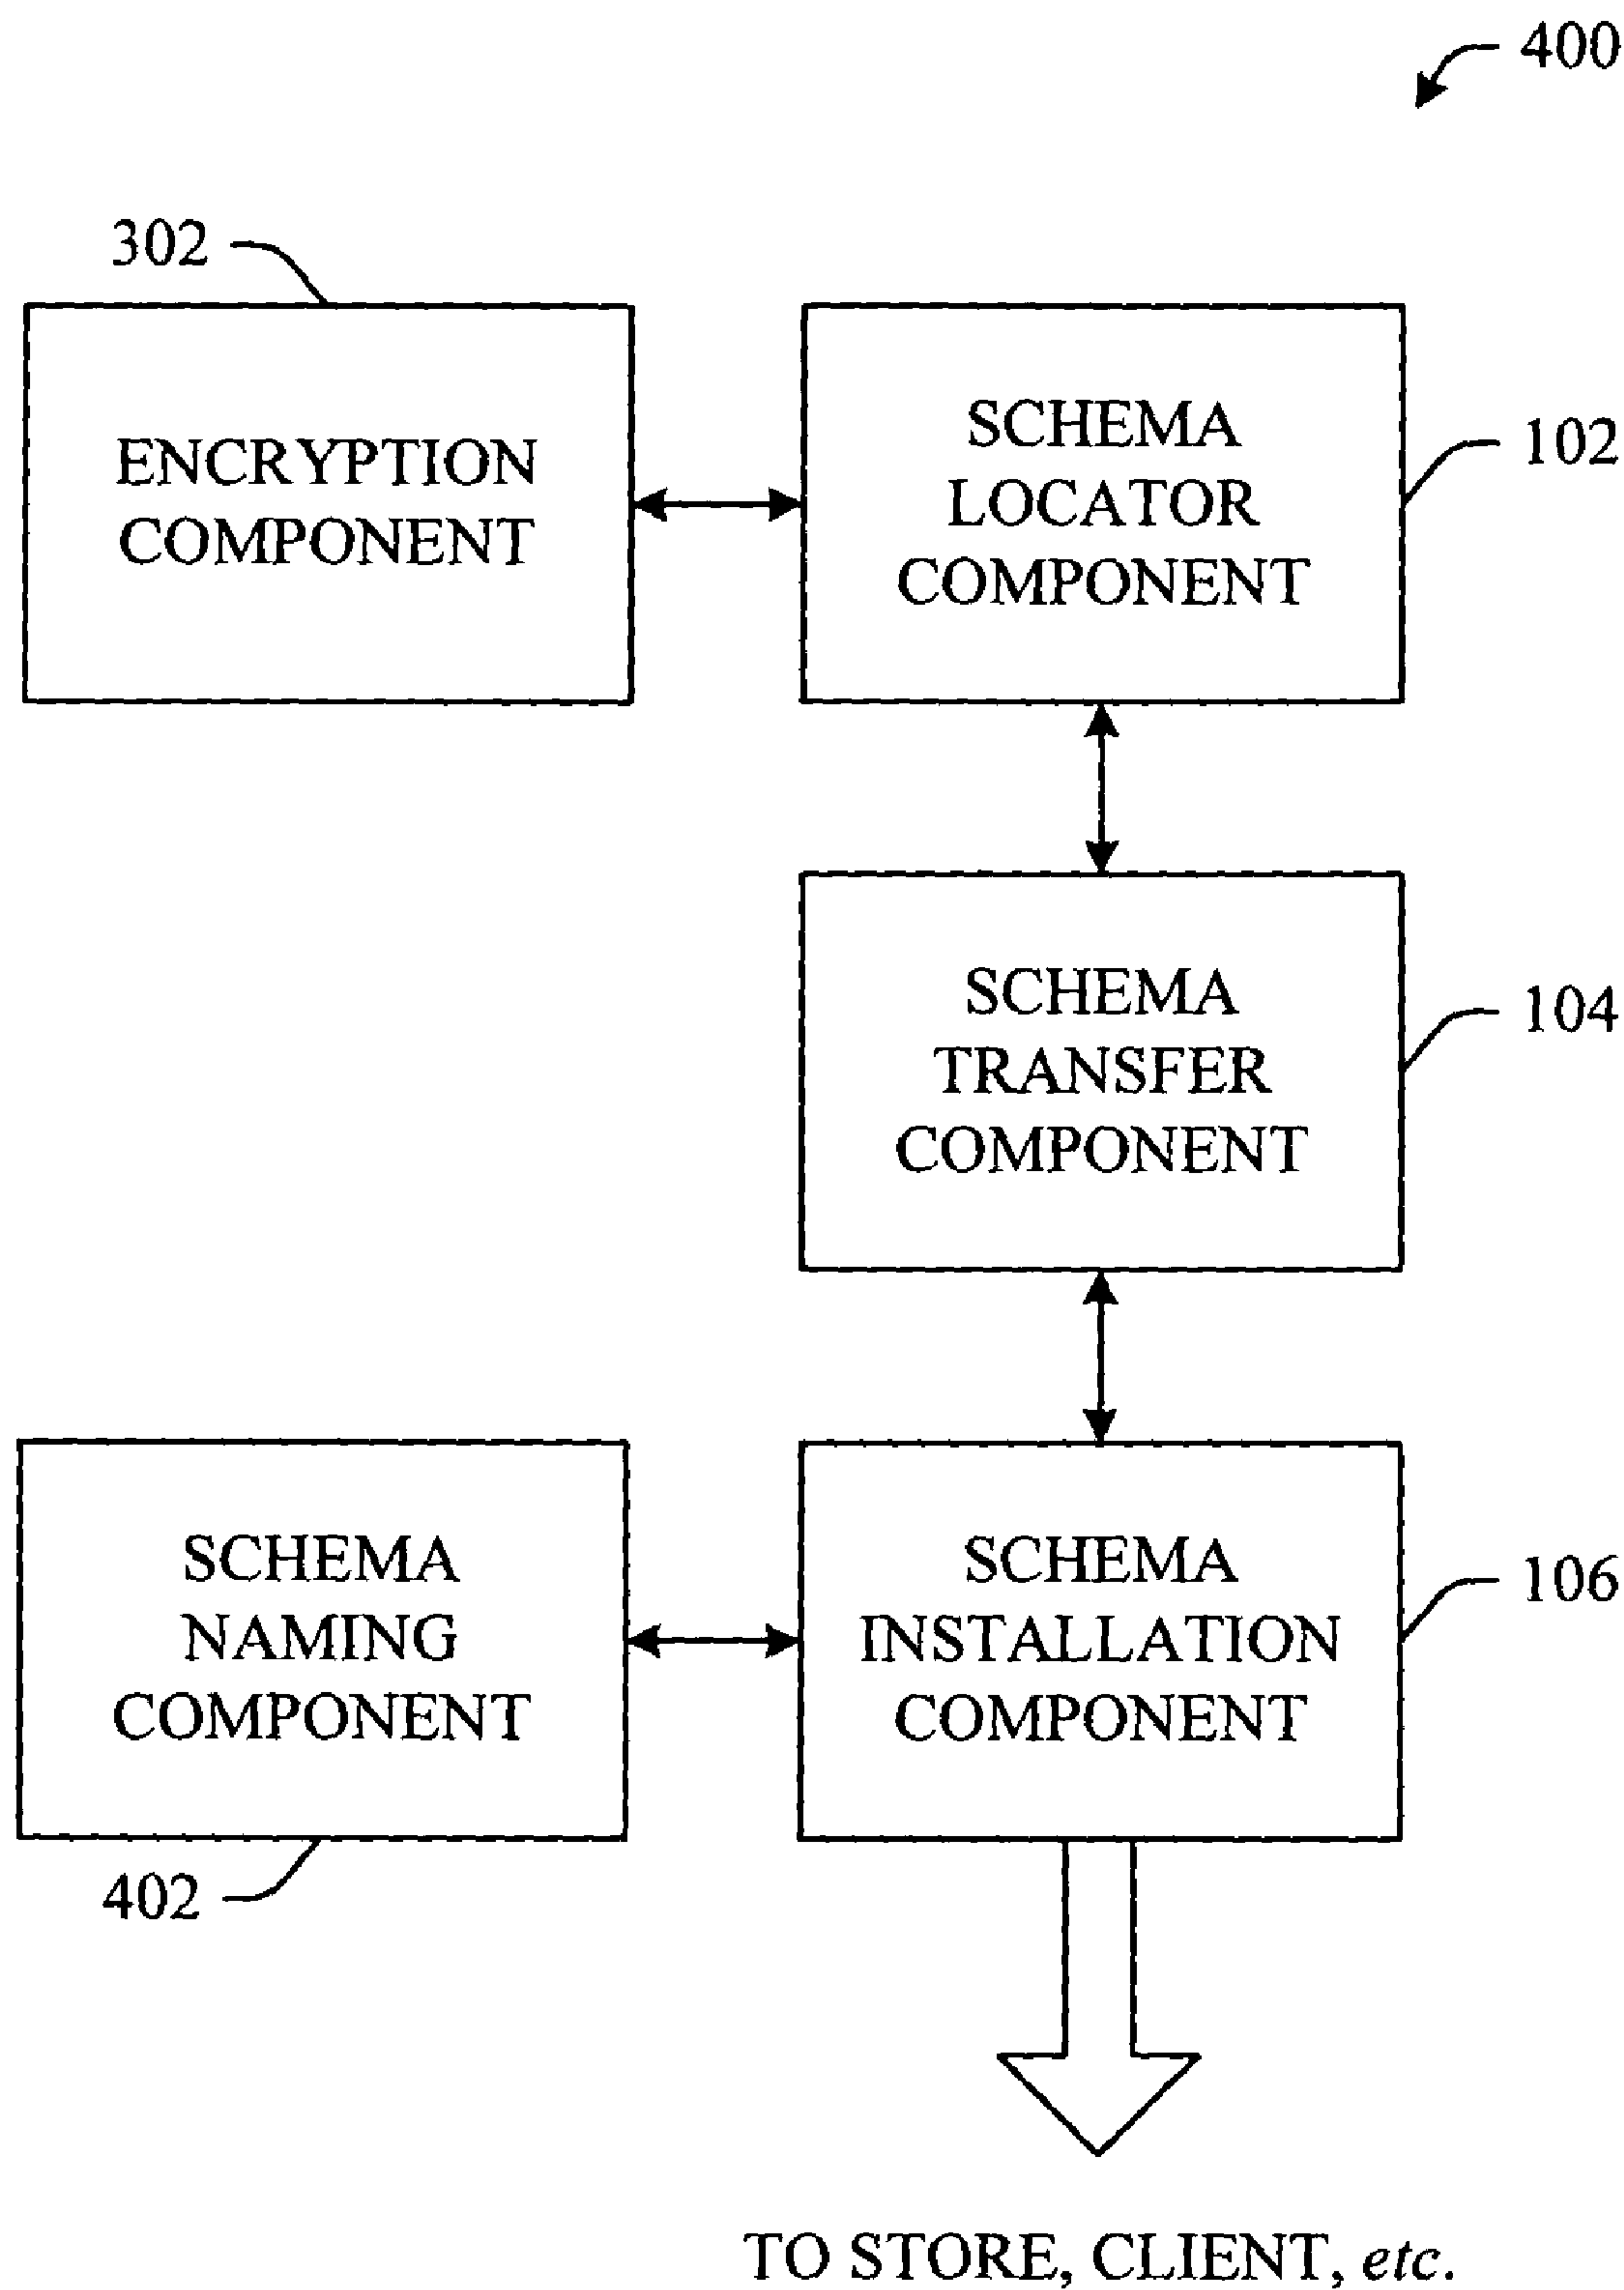 400
302
ENCRYPTION
COMPONENT
SCHEMA
LOCATOR
COMPONENT
102
SCHEMA
TRANSFER
COMPONENT
104
SCHEMA
NAMING
COMPONENT
402
SCHEMA
INSTALLATION
COMPONENT
106
TO STORE, CLIENT, etc.